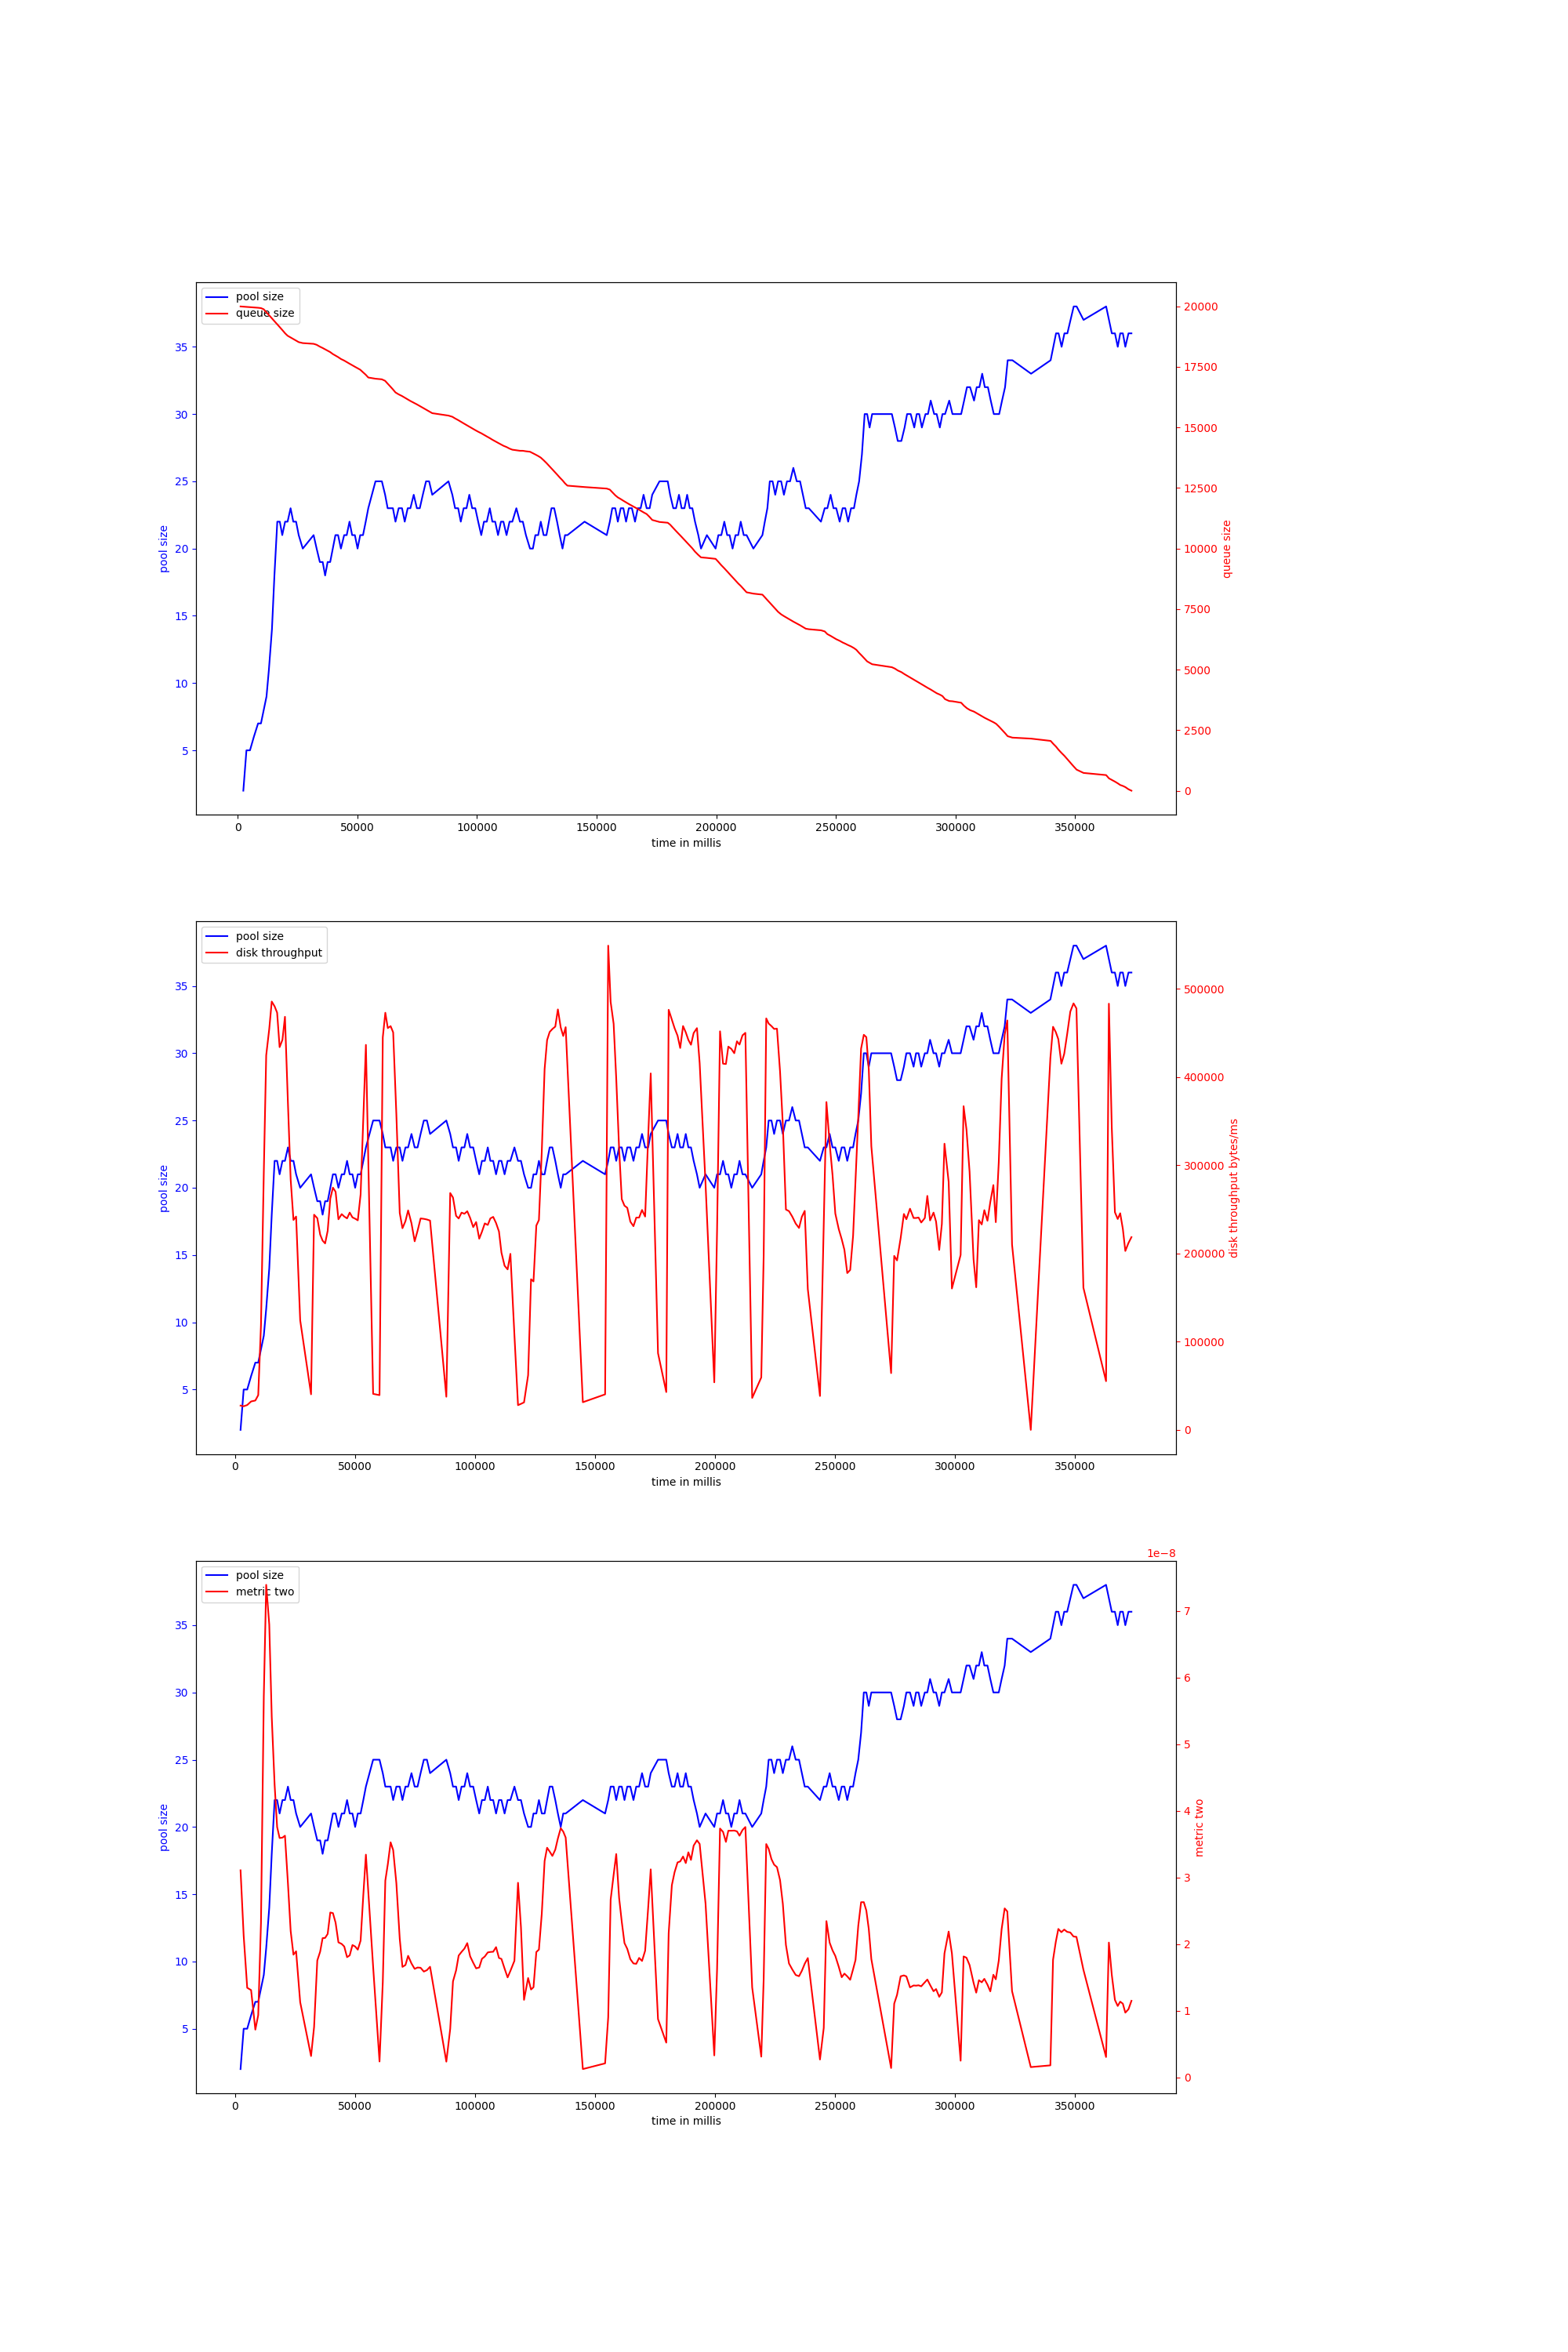 pool size
queue size
35
30
25
20
15
10
5
pool size
20000
17500
15000
12500
10000
7500
5000
2500
0
queue size
0 50000 100000 150000 200000 250000 300000 350000
time in millis
pool size
disk throughput
35
30
25
20
15
10
5
pool size
500000
400000
300000
200000
100000
0
disk throughput bytes/ms
0 50000 100000 150000 200000 250000 300000 350000
time in millis
1e−8
pool size
metric two
35
30
25
20
15
10
5
pool size
7
6
5
4
3
2
1
0
metric two
0 50000 100000 150000 200000 250000 300000 350000
time in millis